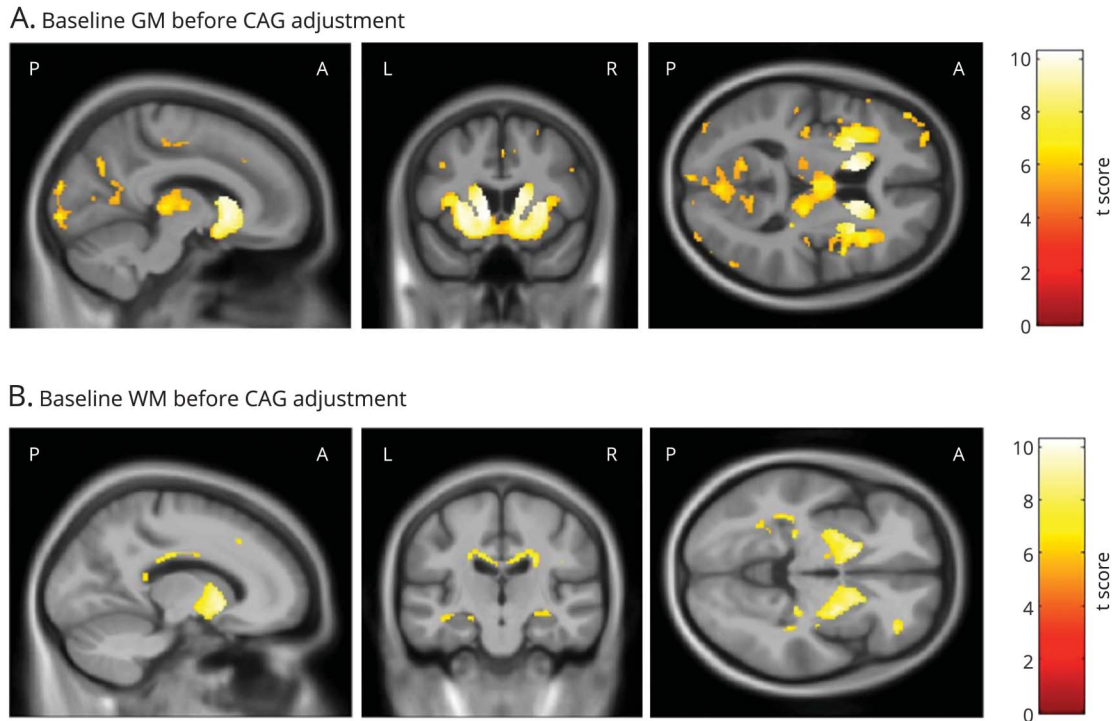 A. Baseline GM before CAG adjustment
P A
L R
P A
10
8
6
4
2
0
t score
B. Baseline WM before CAG adjustment
P A
L R
P A
10
8
6
4
2
0
t score